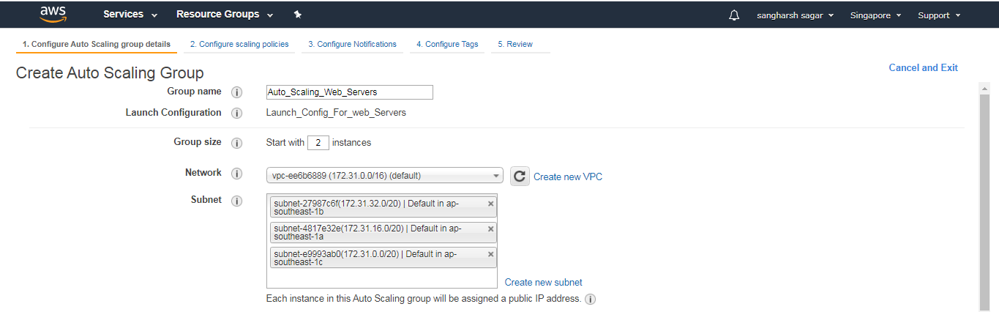 aws Services Resource Groups sangharsh sagar Singapore Support
1. Configure Auto Scaling group details 2. Configure scaling policies 3. Configure Notifications 4. Configure Tags 5. Review
Create Auto Scaling Group
Cancel and Exit
Group name i Auto_Scaling_Web_Servers
Launch Configuration i Launch_Config_For_web_Servers
Group size i Start with 2 instances
Network i vpc-ee6b6889 (172.31.0.0/16) (default) Create new VPC
Subnet i subnet-27987c6f(172.31.32.0/20) | Default in ap-
southeast-1b
subnet-4817e32e(172.31.16.0/20) | Default in ap-
southeast-1a
subnet-e9993ab0(172.31.0.0/20) | Default in ap-
southeast-1c
Create new subnet
Each instance in this Auto Scaling group will be assigned a public IP address. i